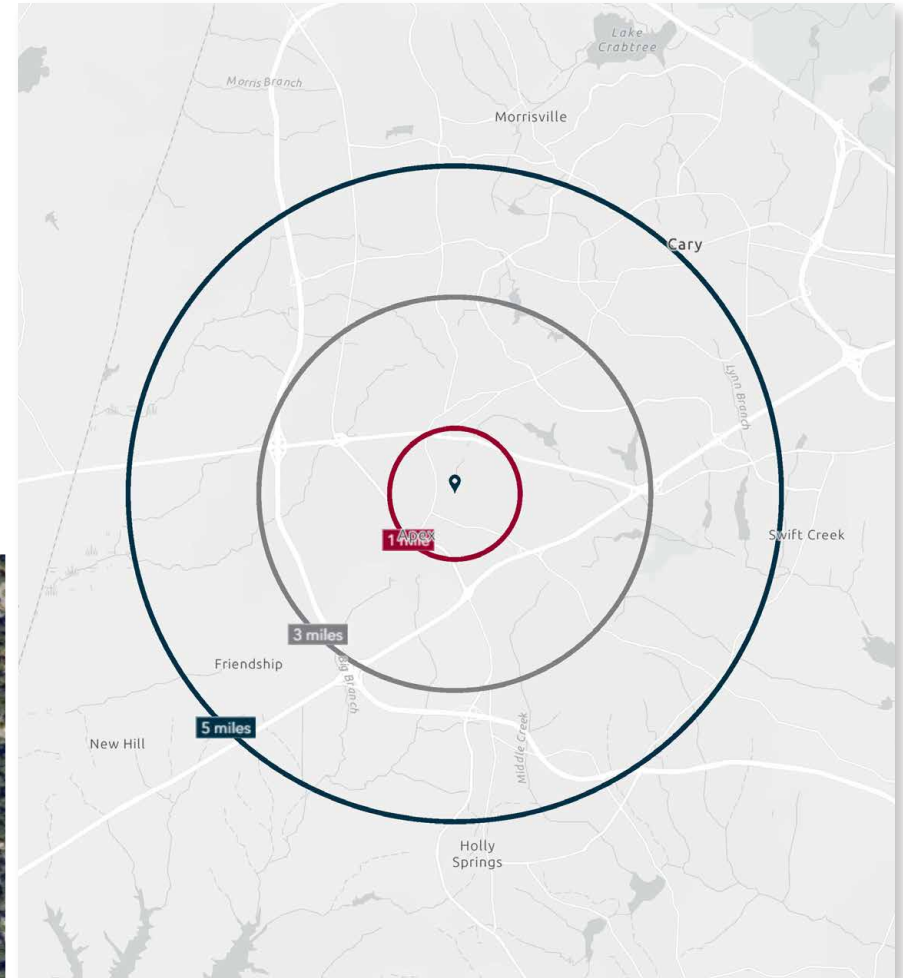 Lake
Crabtree
Morris Branch
Morrisville
Cary
Lynn Branch
Apex
1 mile
Swift Creek
3 miles
Friendship
Big Branch
5 miles
New Hill
Middle Creek
Holly
Springs